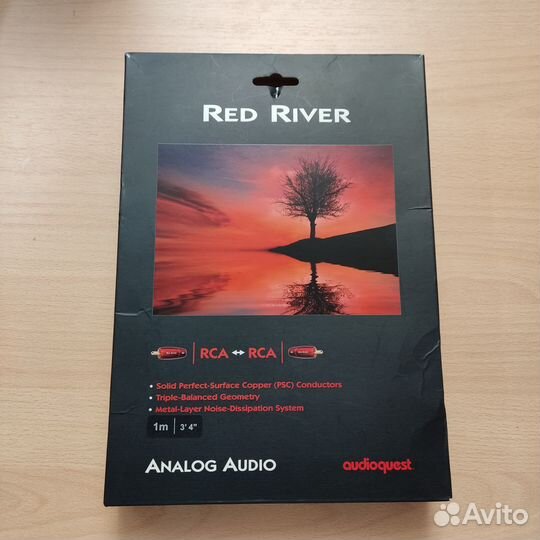 RED RIVER
RCA ↔ RCA
• Solid Perfect-Surface Copper (PSC) Conductors
• Triple-Balanced Geometry
• Metal-Layer Noise-Dissipation System
1m | 3' 4"
ANALOG AUDIO
audioquest
Avito